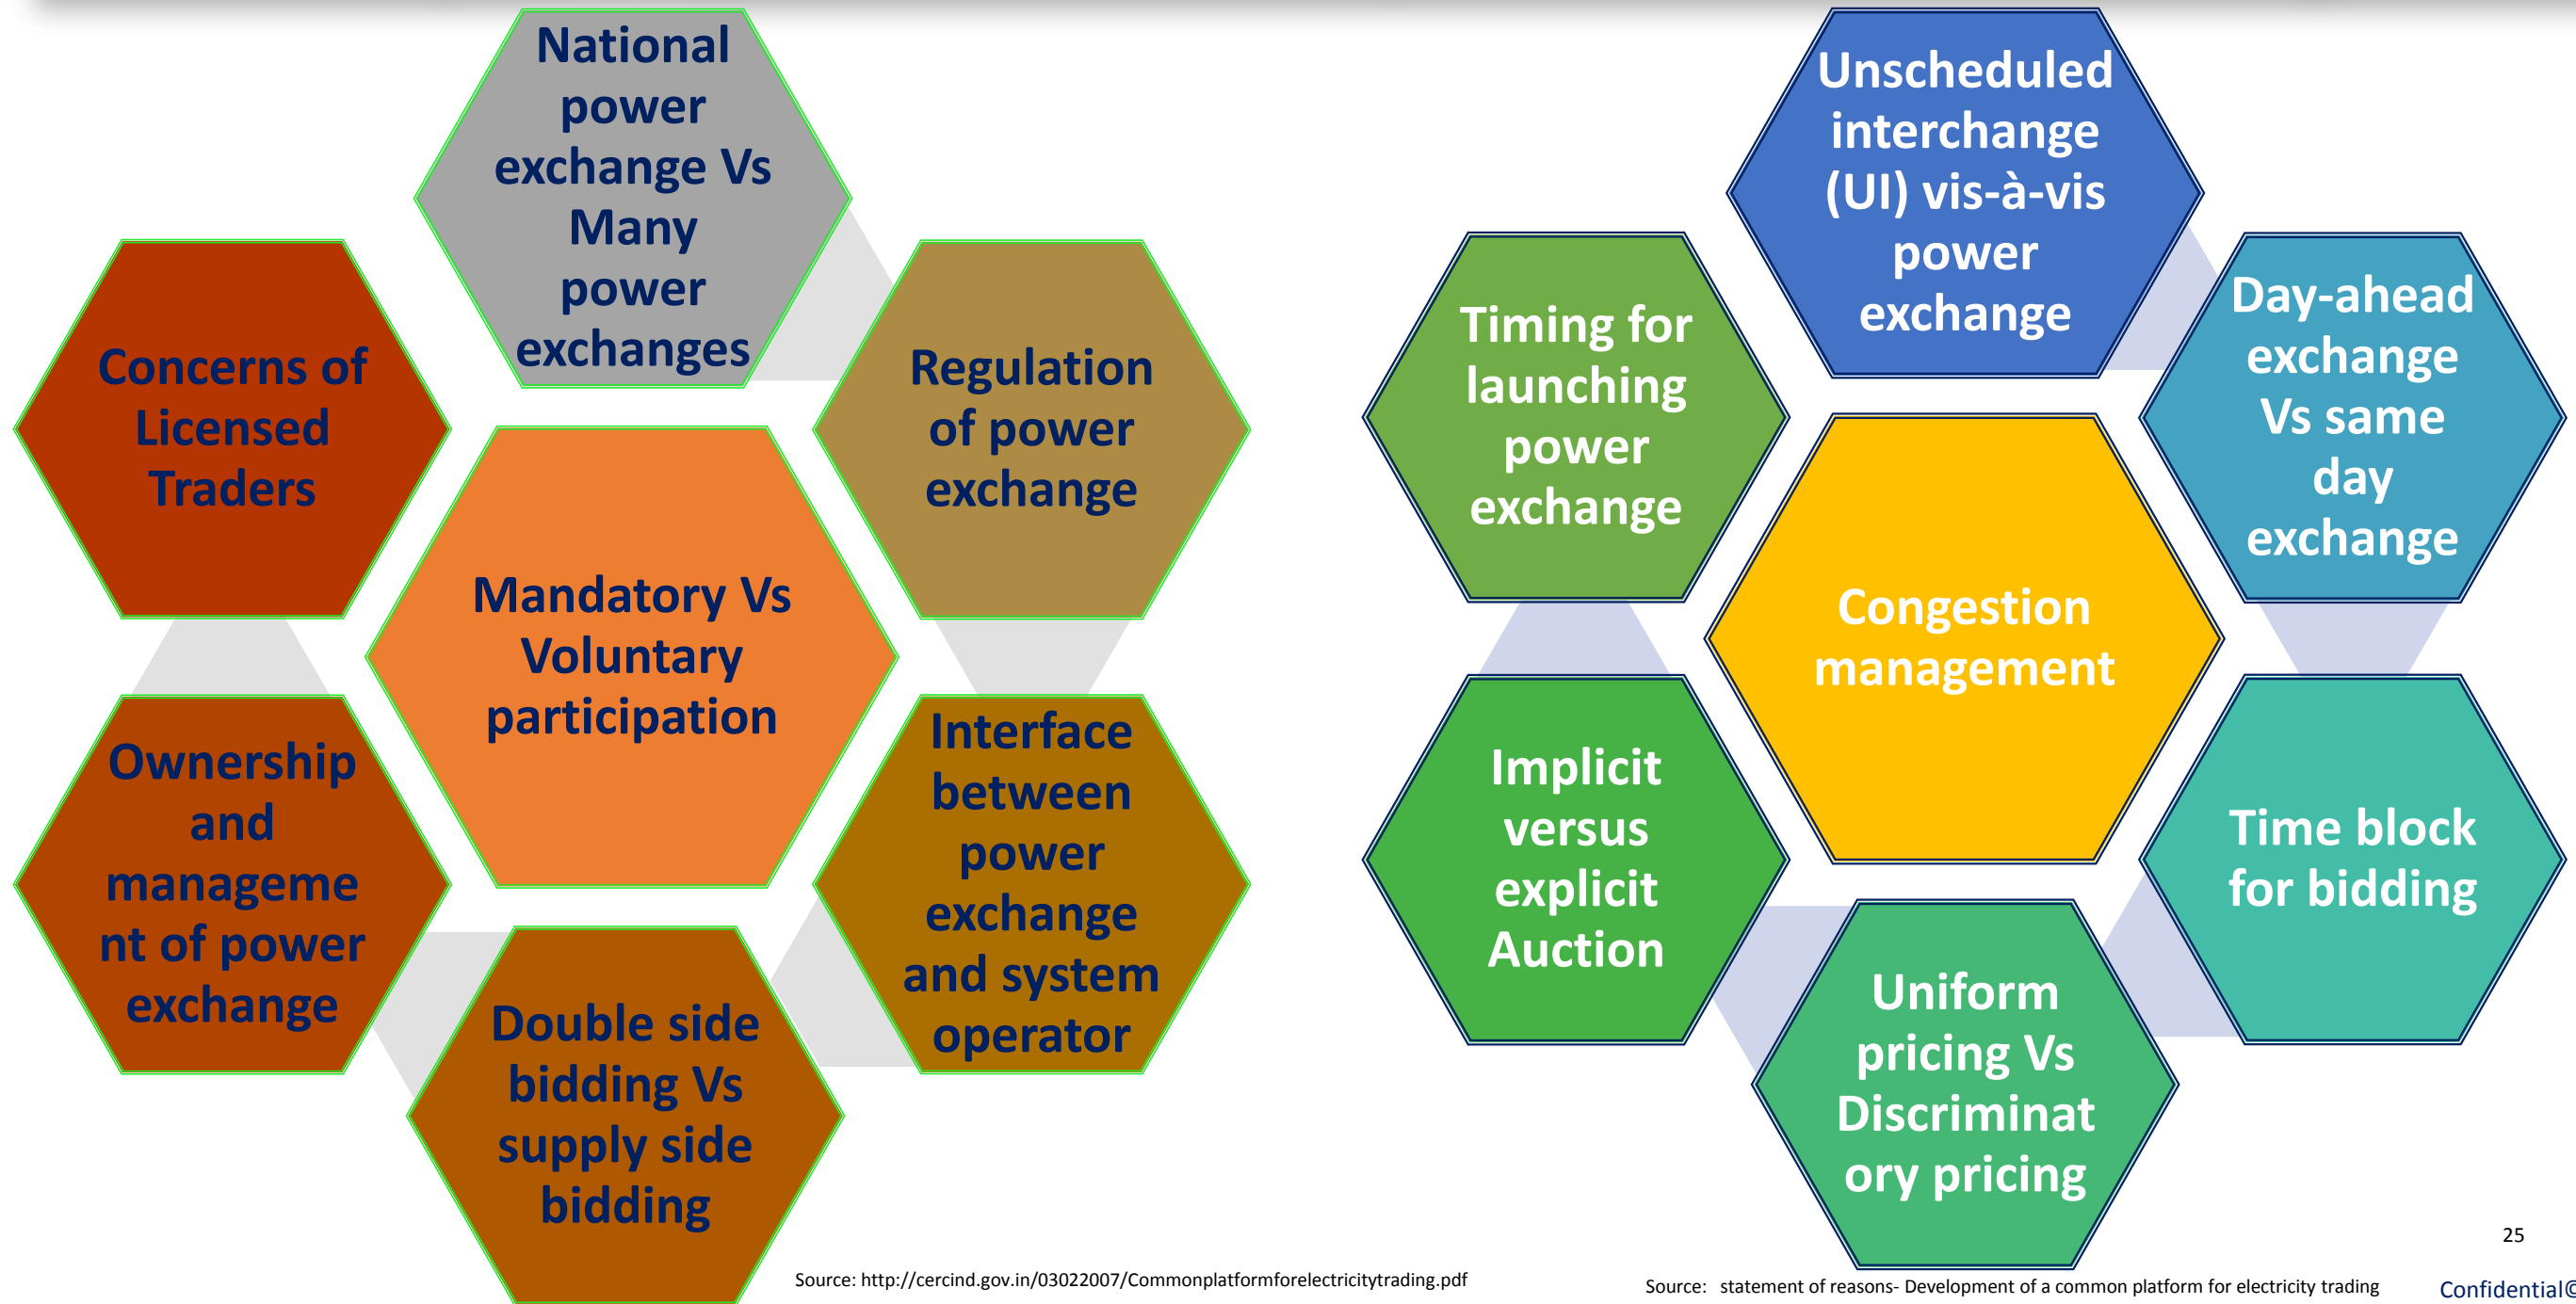 National
power
exchange Vs
Many
power
exchanges
Concerns of
Licensed
Traders
Regulation
of power
exchange
Mandatory Vs
Voluntary
participation
Ownership
and
manageme
nt of power
exchange
Interface
between
power
exchange
and system
operator
Double side
bidding Vs
supply side
bidding
Unscheduled
interchange
(UI) vis-à-vis
power
exchange
Timing for
launching
power
exchange
Day-ahead
exchange
Vs same
day
exchange
Congestion
management
Implicit
versus
explicit
Auction
Time block
for bidding
Uniform
pricing Vs
Discriminat
ory pricing
25
Source: http://cercind.gov.in/03022007/Commonplatformforelectricitytrading.pdf
Source: statement of reasons- Development of a common platform for electricity trading
Confidential©